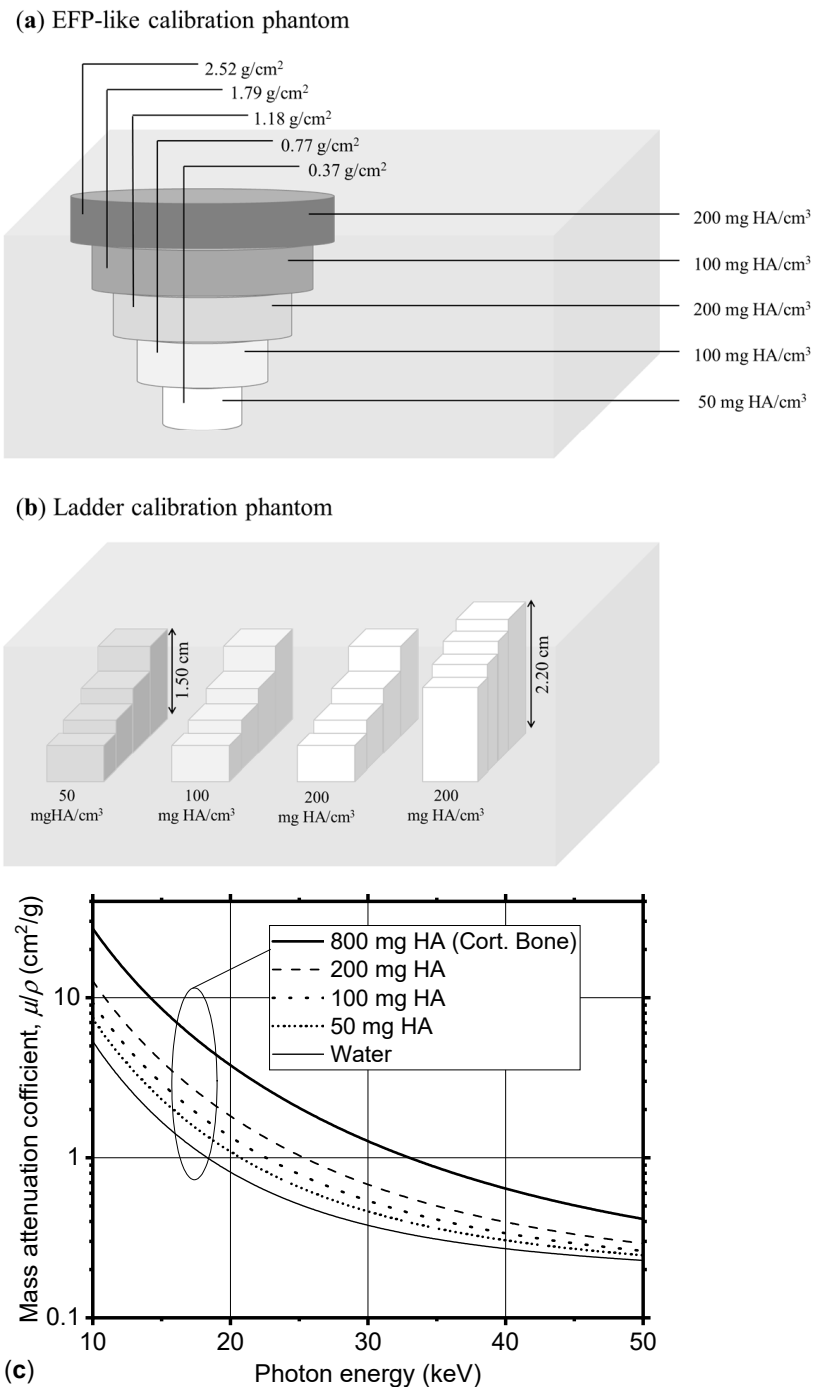 (a) EFP-like calibration phantom
2.52 g/cm²
1.79 g/cm²
1.18 g/cm²
0.77 g/cm²
0.37 g/cm²
200 mg HA/cm³
100 mg HA/cm³
200 mg HA/cm³
100 mg HA/cm³
50 mg HA/cm³
(b) Ladder calibration phantom
1.50 cm
2.20 cm
50
mgHA/cm³
100
mg HA/cm³
200
mg HA/cm³
200
mg HA/cm³
Mass attenuation cofficient, μ/ρ (cm²/g)
10
1
0.1
800 mg HA (Cort. Bone)
200 mg HA
100 mg HA
50 mg HA
Water
10 20 30 40 50
Photon energy (keV)
(c)